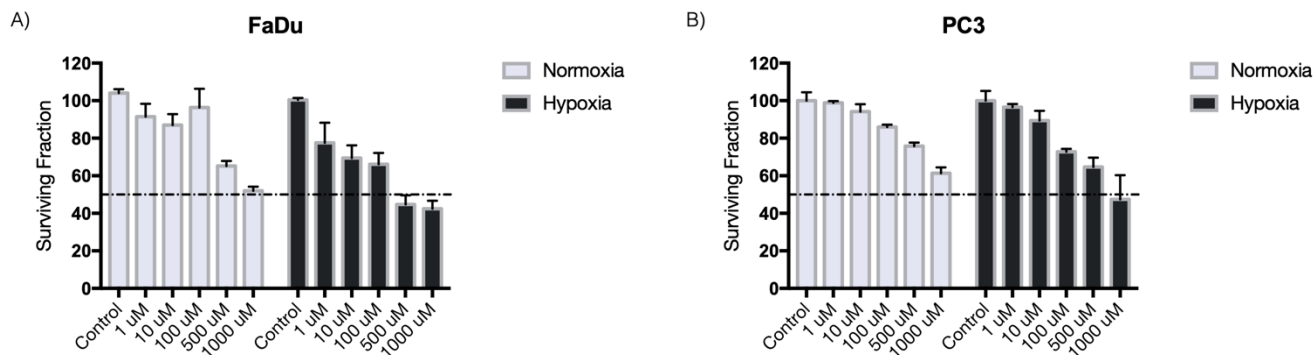 A)
FaDu
Surviving Fraction
120
100
80
60
40
20
0
Control
1 uM
10 uM
100 uM
500 uM
1000 uM
Control
1 uM
10 uM
100 uM
500 uM
1000 uM
Normoxia
Hypoxia
B)
PC3
Surviving Fraction
120
100
80
60
40
20
0
Control
1 uM
10 uM
100 uM
500 uM
1000 uM
Control
1 uM
10 uM
100 uM
500 uM
1000 uM
Normoxia
Hypoxia